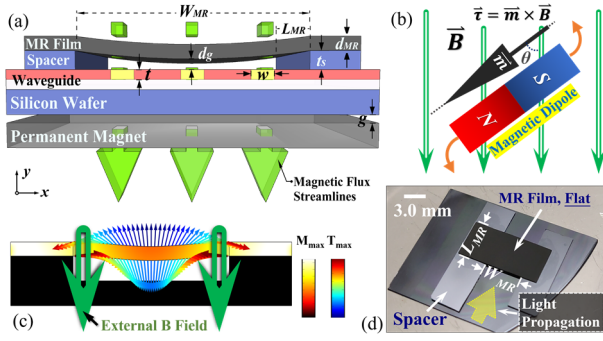 (a)
W_MR
L_MR
MR Film
d_MR
Spacer
d_g
t_s
Waveguide
t
w
Silicon Wafer
g
Permanent Magnet
y
x
Magnetic Flux
Streamlines
(b)
τ⃗ = m⃗ × B⃗
B⃗
m⃗
θ
S
N
Magnetic Dipole
(c)
M_max T_max
External B Field
3.0 mm
MR Film, Flat
L_MR
W_MR
Spacer
Light
Propagation
(d)